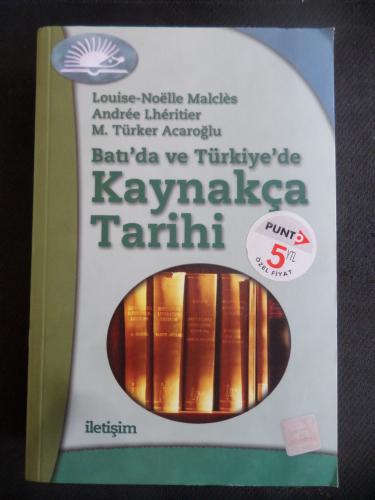 Louise-Noëlle Malclès
Andrée Lhéritier
M. Türker Acaroğlu
Batı'da ve Türkiye'de
Kaynakça
Tarihi
PUNTO
5 YTL
ÖZEL FİYAT
iletişim